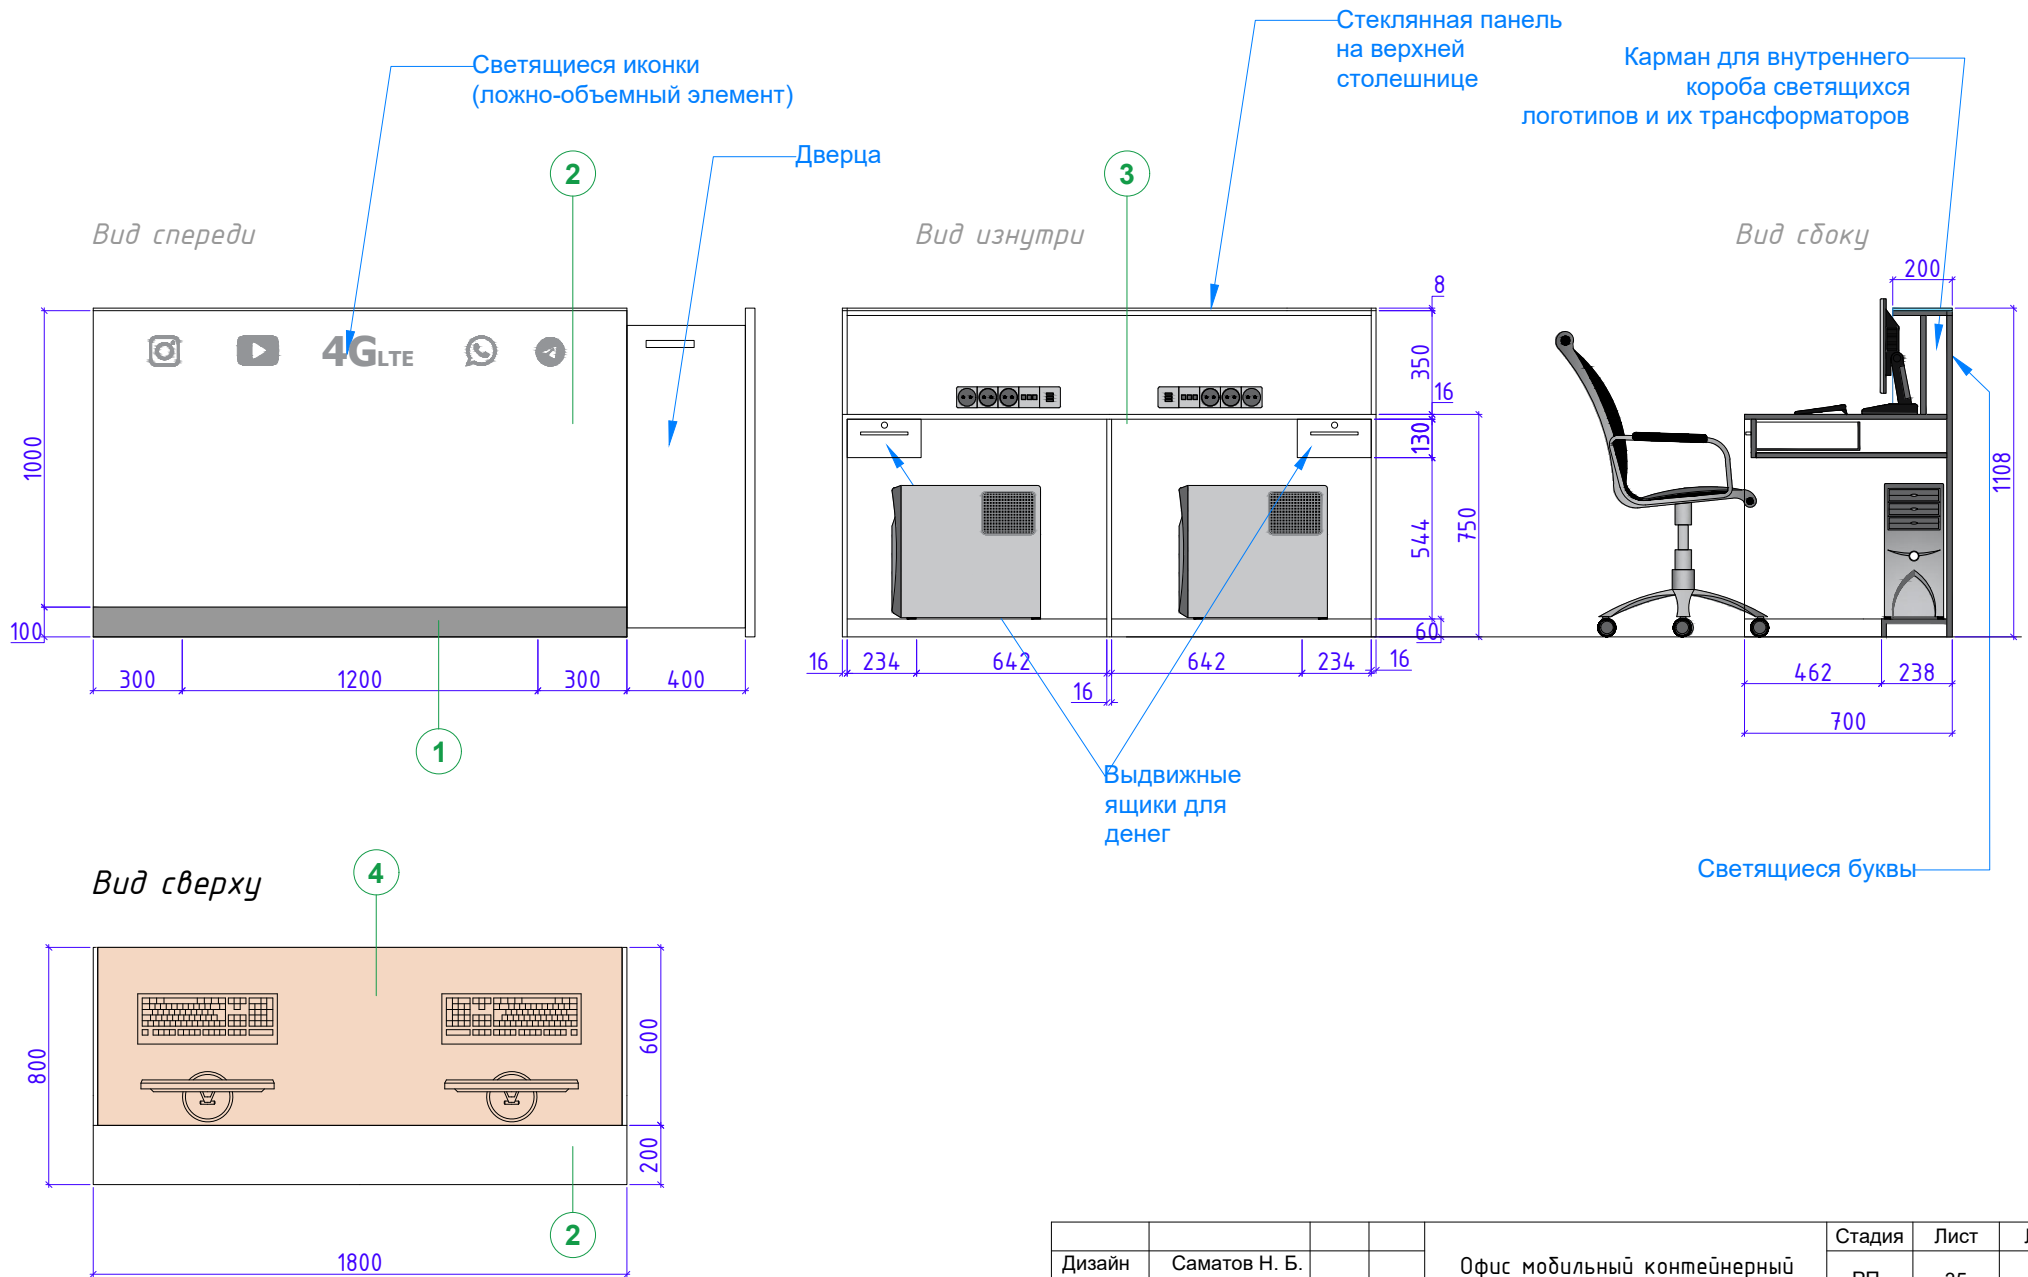 Стеклянная панель
на верхней
столешнице
Светящиеся иконки
(ложно-объемный элемент)
Карман для внутреннего
короба светящихся
логотипов и их трансформаторов
Дверца
2
3
Вид спереди
Вид изнутри
Вид сбоку
4GLTE
1000
100
300
1200
300
400
1
8
350
16
130
544
750
60
16
234
642
16
642
234
16
Выдвижные
ящики для
денег
200
1108
462
238
700
Светящиеся буквы
Вид сверху
4
800
600
200
2
1800
Стадия
Лист
Дизайн
Саматов Н. Б.
Офис мобильный контейнерный